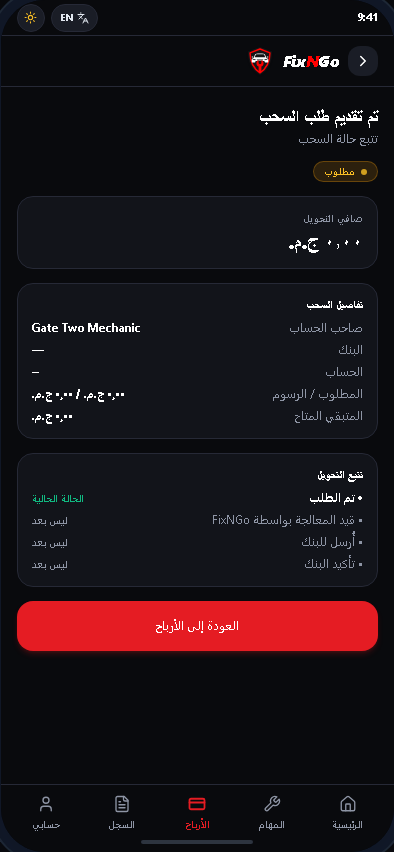 9:41
EN
FixNGo
تم تقديم طلب السحب
تتبع حالة السحب
مطلوب
صافي التحويل
٠,٠٠ ج.م.
تفاصيل السحب
صاحب الحساب Gate Two Mechanic
البنك —
الحساب —
المطلوب / الرسوم ٠,٠٠ ج.م. / ٠,٠٠ ج.م.
المتبقي المتاح ٠,٠٠ ج.م.
تتبع التحويل
• تم الطلب الحالة الحالية
• قيد المعالجة بواسطة FixNGo ليس بعد
• أُرسل للبنك ليس بعد
• تأكيد البنك ليس بعد
العودة إلى الأرباح
الرئيسية
المهام
الأرباح
السجل
حسابي